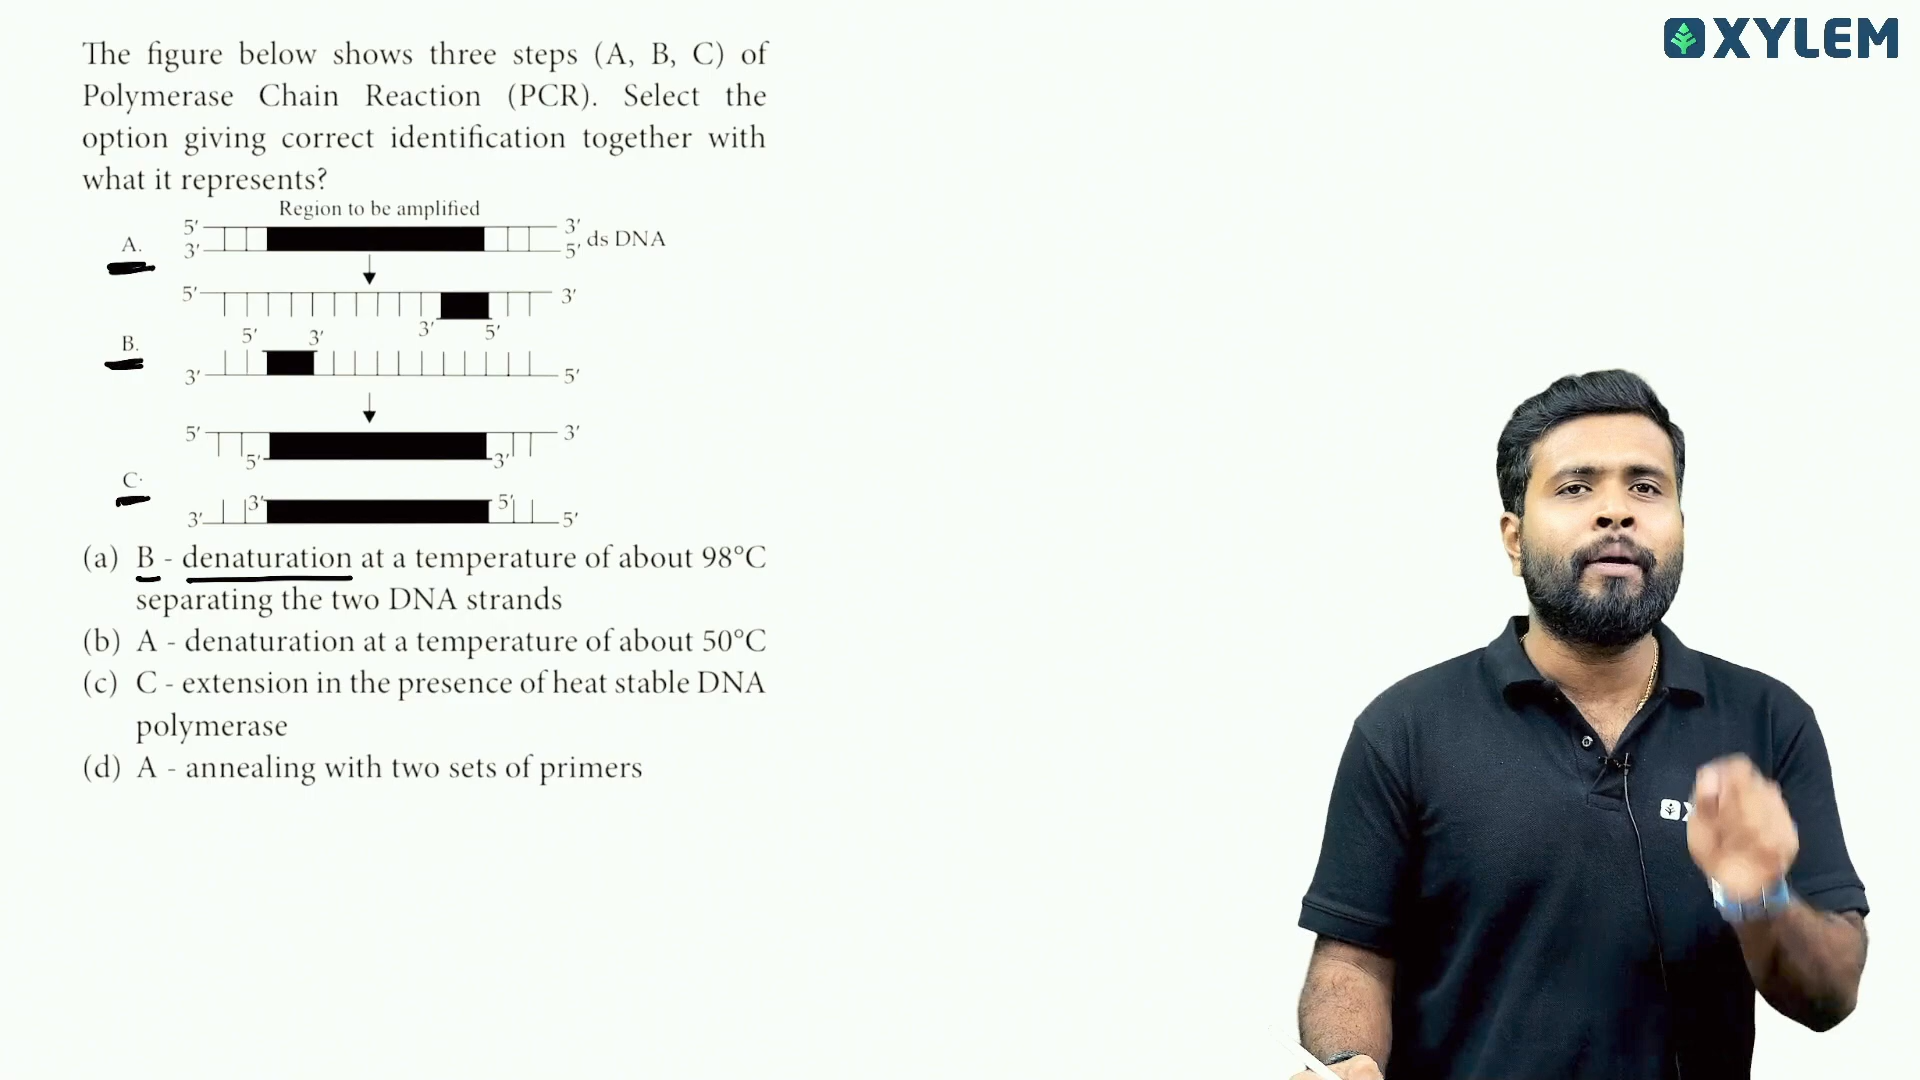 XYLEM
The figure below shows three steps (A, B, C) of
Polymerase Chain Reaction (PCR). Select the
option giving correct identification together with
what it represents?
Region to be amplified
A. 5′ 3′
3′ 5′ ds DNA
5′ 3′
3′ 5′
B. 5′ 3′
3′ 5′
5′ 3′
5′ 3′
C.
3′ 5′
3′ 5′
(a) B - denaturation at a temperature of about 98°C
separating the two DNA strands
(b) A - denaturation at a temperature of about 50°C
(c) C - extension in the presence of heat stable DNA
polymerase
(d) A - annealing with two sets of primers